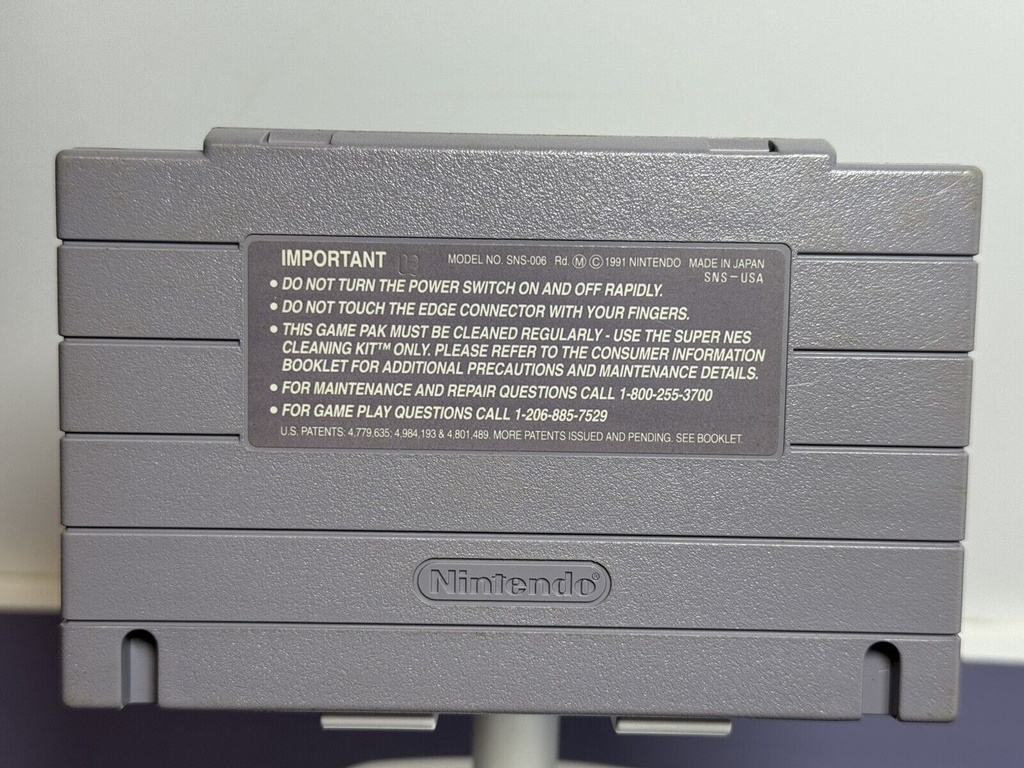 IMPORTANT MODEL NO. SNS-006 Rd. Ⓜ © 1991 NINTENDO MADE IN JAPAN
SNS-USA
• DO NOT TURN THE POWER SWITCH ON AND OFF RAPIDLY.
• DO NOT TOUCH THE EDGE CONNECTOR WITH YOUR FINGERS.
• THIS GAME PAK MUST BE CLEANED REGULARLY - USE THE SUPER NES
CLEANING KIT™ ONLY. PLEASE REFER TO THE CONSUMER INFORMATION
BOOKLET FOR ADDITIONAL PRECAUTIONS AND MAINTENANCE DETAILS.
• FOR MAINTENANCE AND REPAIR QUESTIONS CALL 1-800-255-3700
• FOR GAME PLAY QUESTIONS CALL 1-206-885-7529
U.S. PATENTS: 4,779,635; 4,984,193 & 4,801,489. MORE PATENTS ISSUED AND PENDING. SEE BOOKLET.
Nintendo®